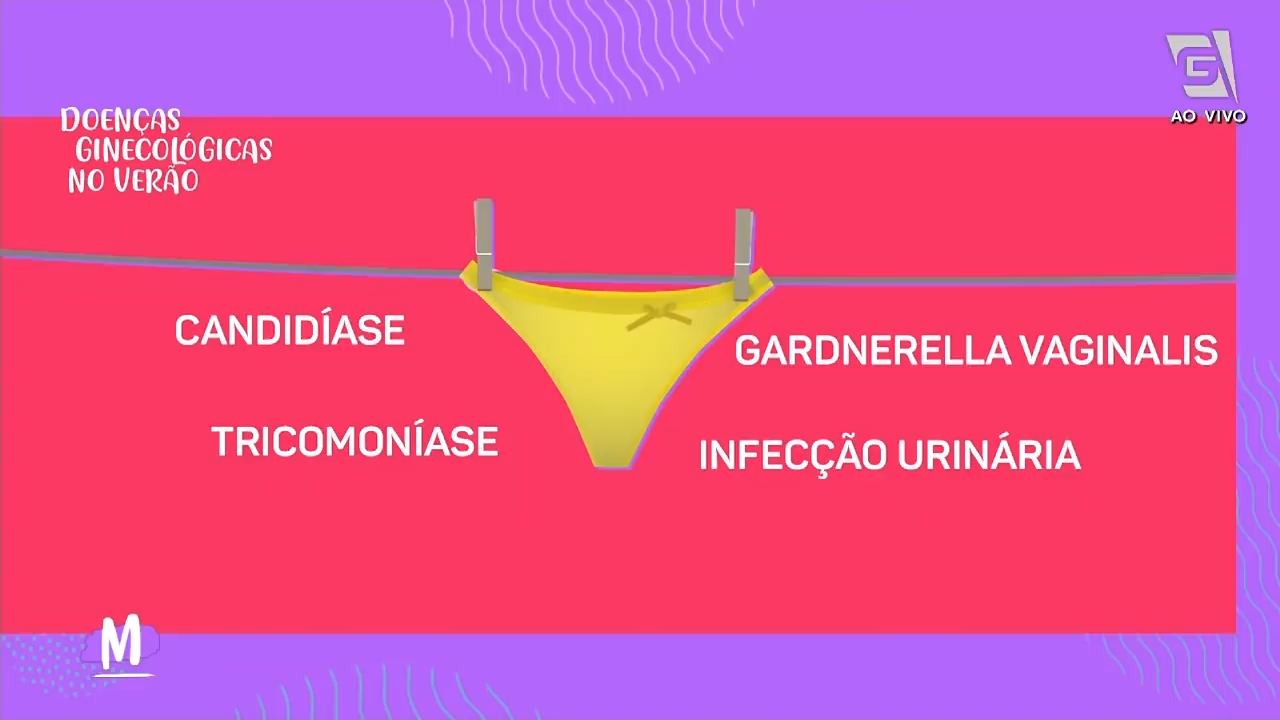 DOENÇAS
GINECOLÓGICAS
NO VERÃO
G
AO VIVO
CANDIDÍASE
GARDNERELLA VAGINALIS
TRICOMONÍASE
INFECÇÃO URINÁRIA
M